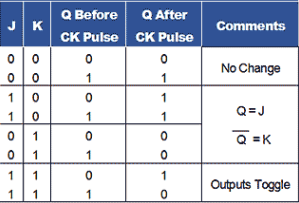 J K Q Before CK Pulse Q After CK Pulse Comments
0 0 0 0 No Change
0 0 1 1
1 0 0 1 Q = J
1 0 1 1
0 1 0 0 Q̅ = K
0 1 1 0
1 1 0 1 Outputs Toggle
1 1 1 0